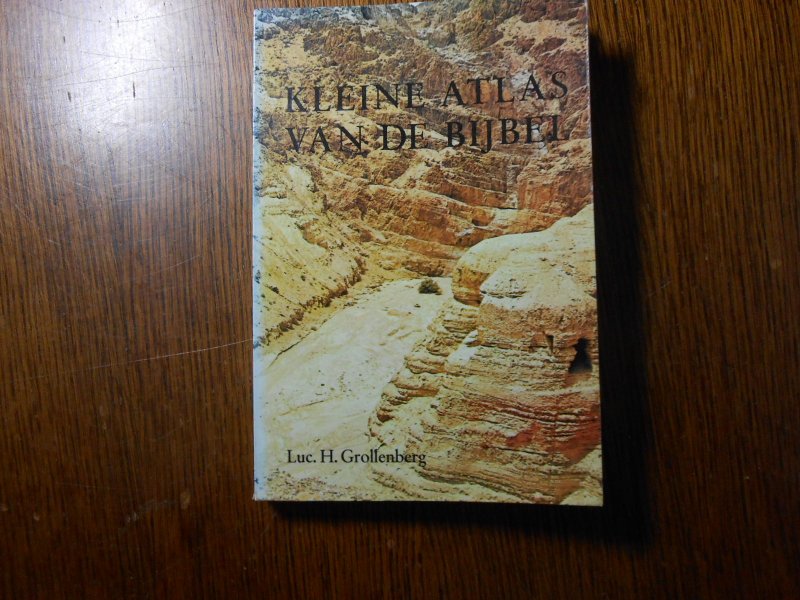 KLEINE ATLAS
VAN DE BIJBEL
Luc. H. Grollenberg